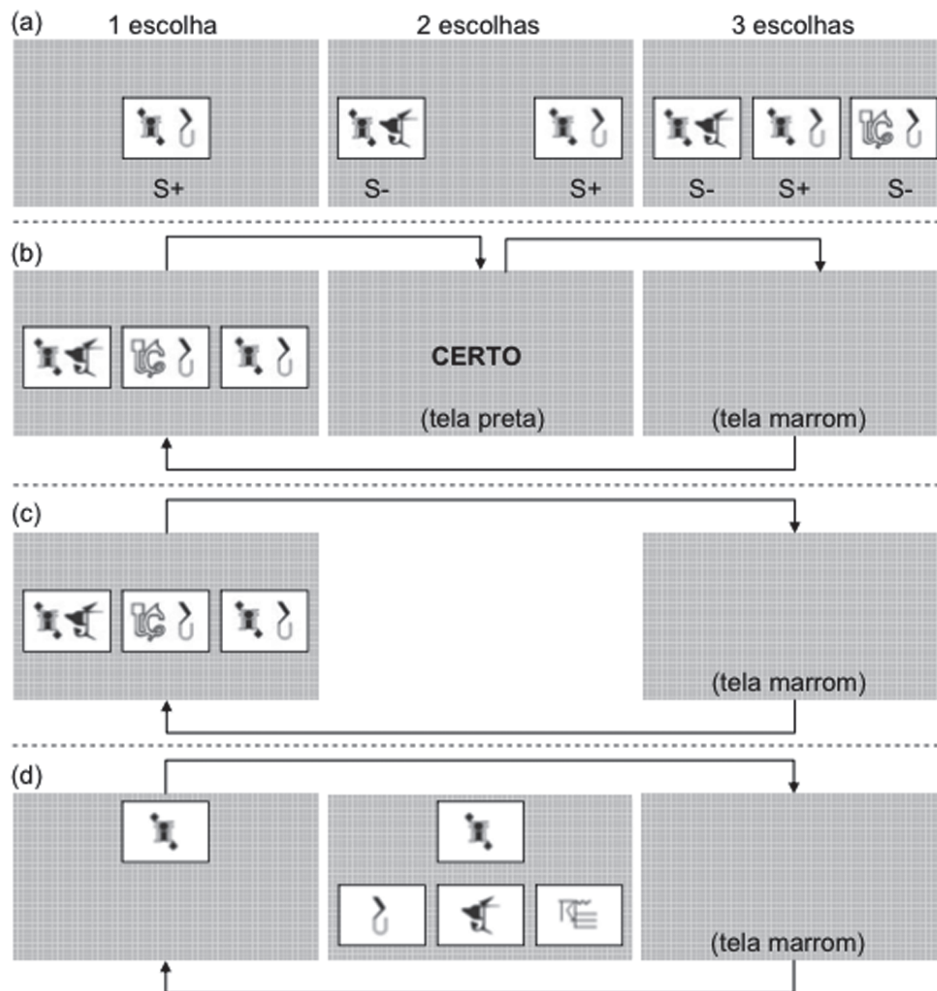 (a)
1 escolha 2 escolhas 3 escolhas
S+ S- S+ S- S+ S-
(b)
CERTO
(tela preta) (tela marrom)
(c)
(tela marrom)
(d)
(tela marrom)